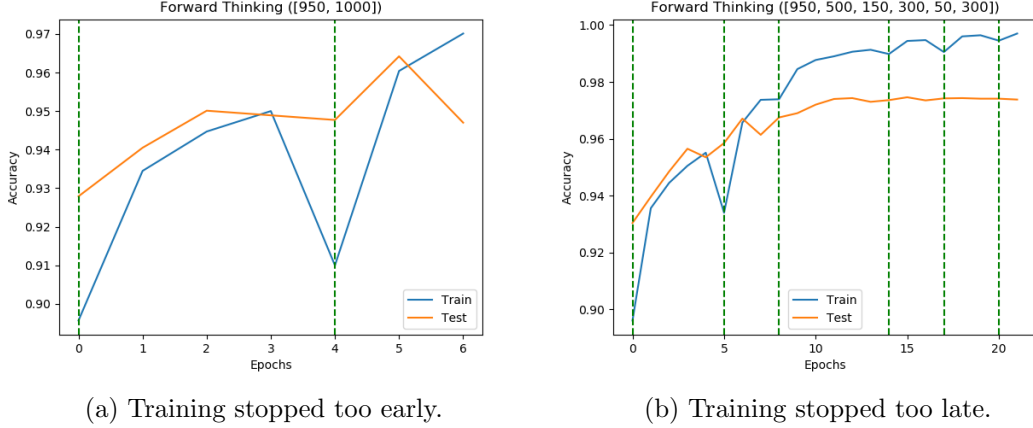 Forward Thinking ([950, 1000])
0.97
0.96
0.95
0.94
0.93
0.92
0.91
0.90
Accuracy
0 1 2 3 4 5 6
Epochs
Train
Test
(a) Training stopped too early.
Forward Thinking ([950, 500, 150, 300, 50, 300])
1.00
0.98
0.96
0.94
0.92
0.90
Accuracy
0 5 10 15 20
Epochs
Train
Test
(b) Training stopped too late.